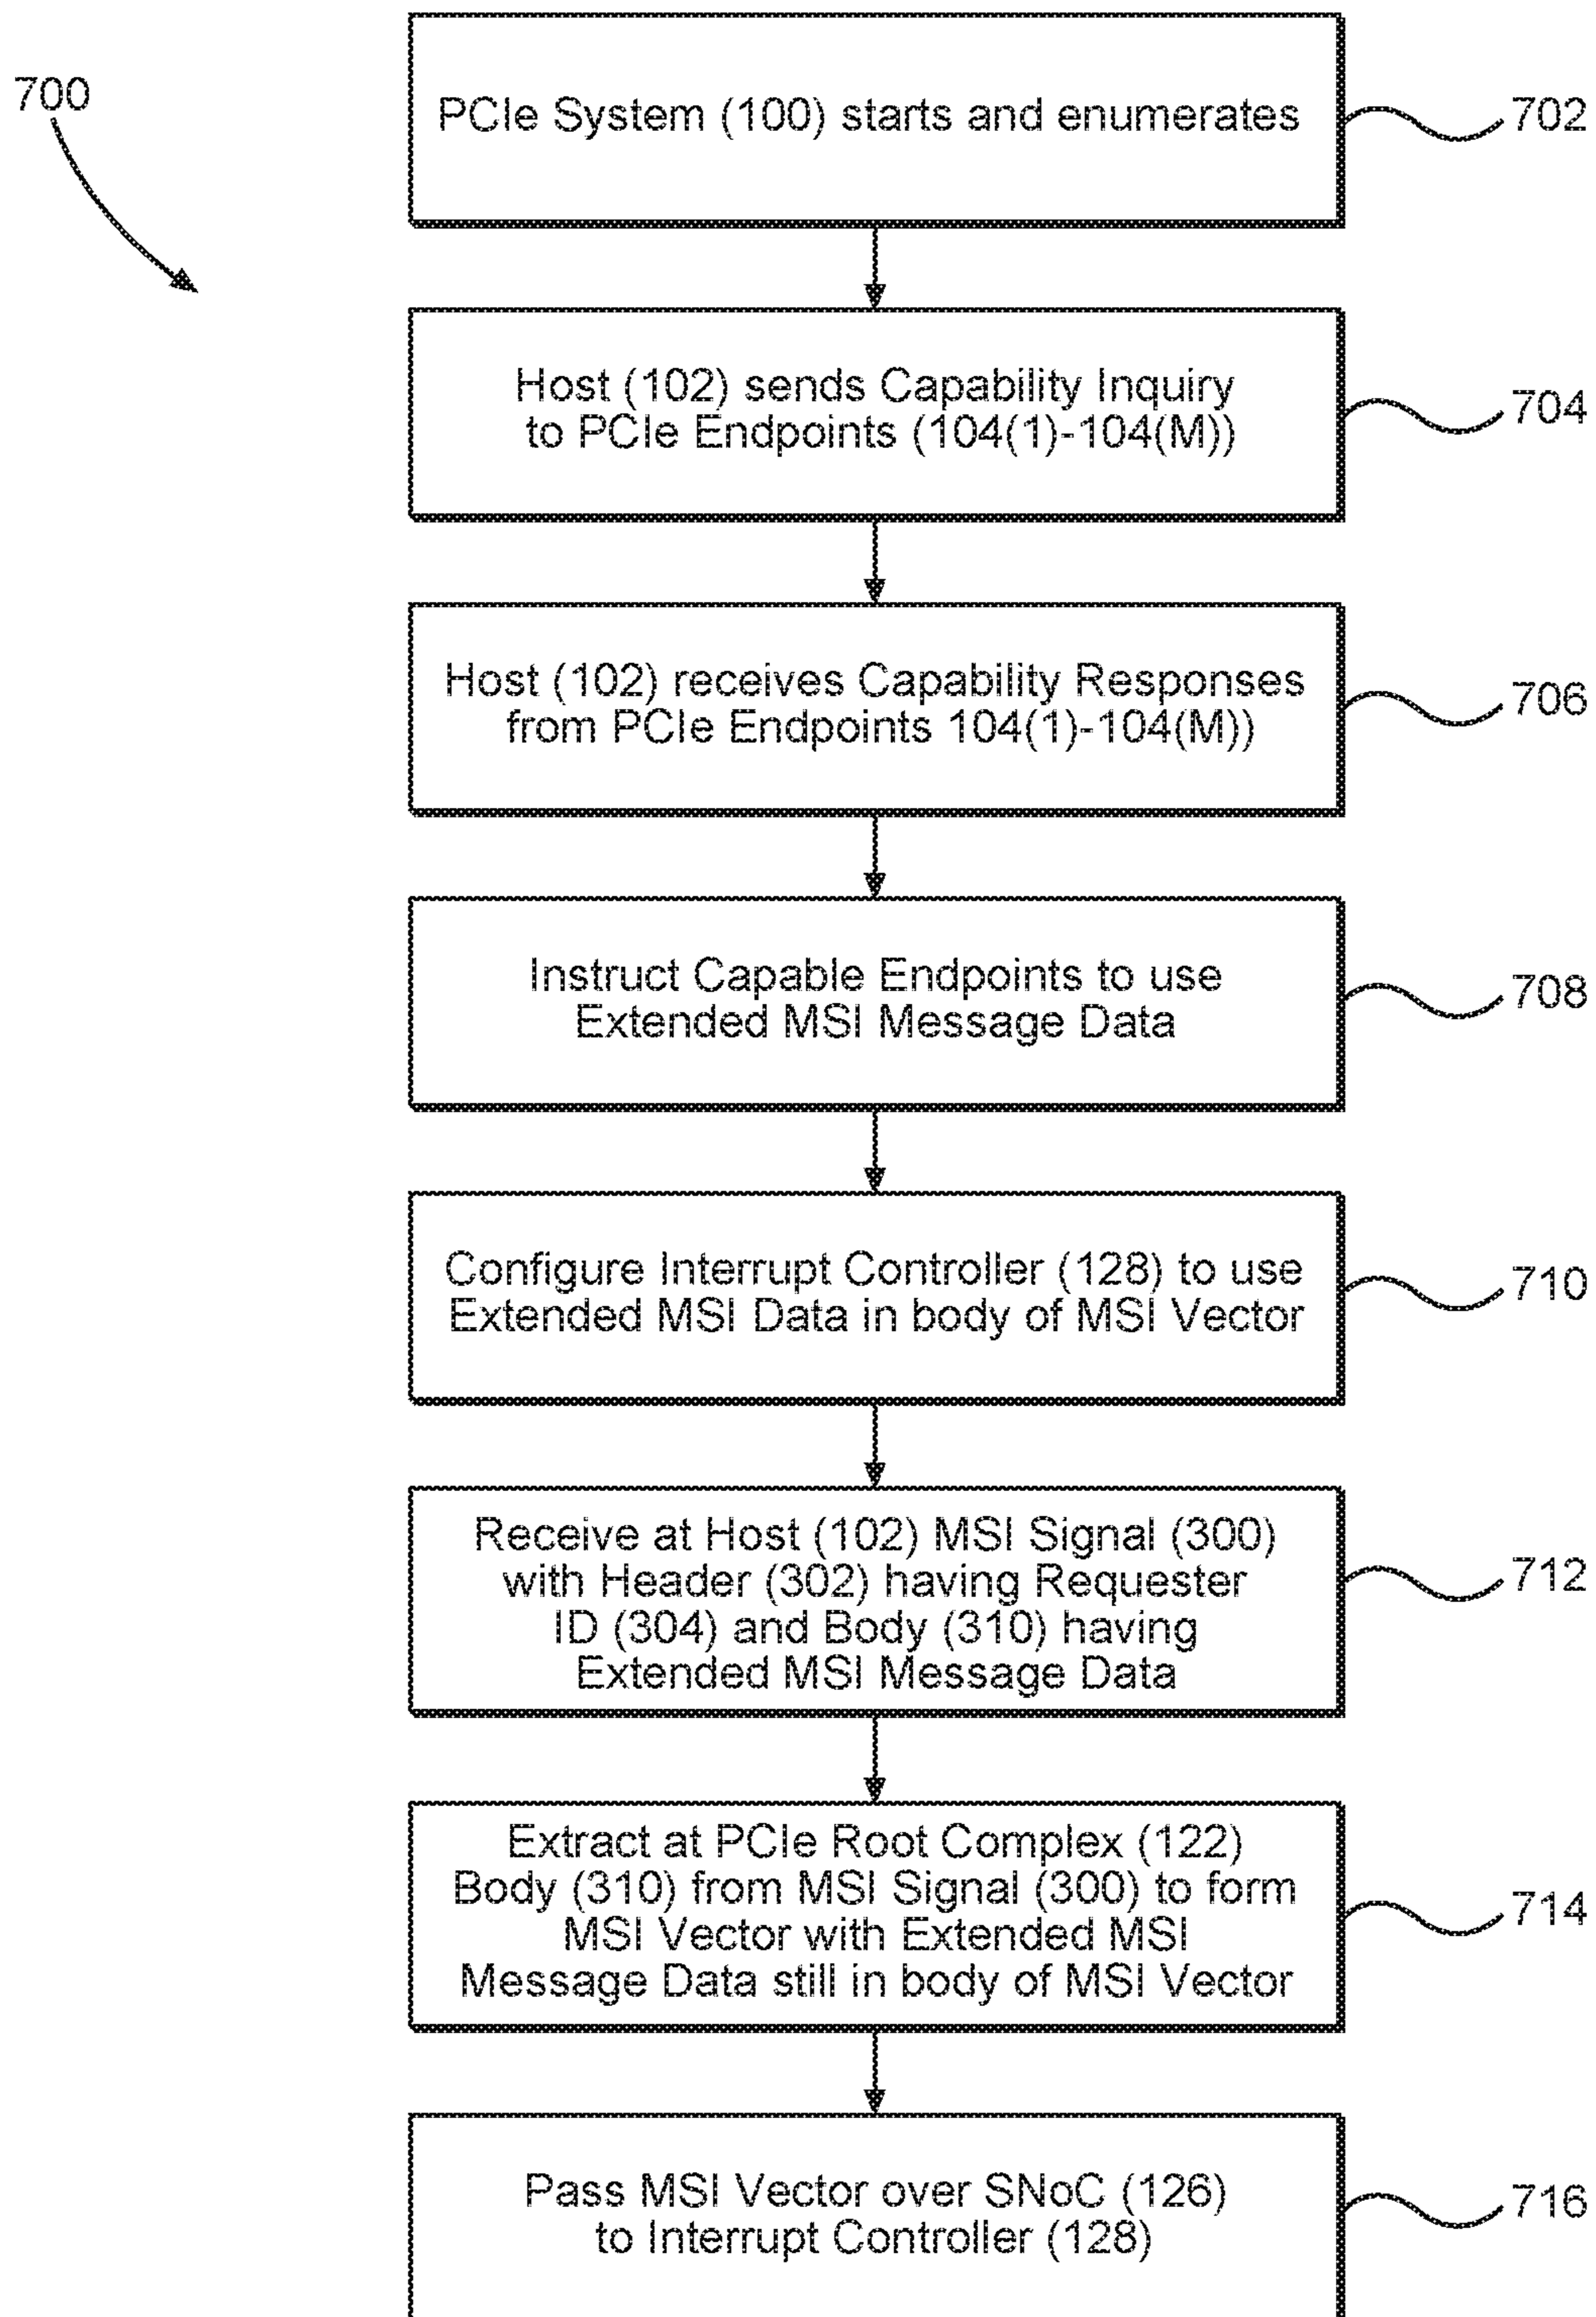 700
PCIe System (100) starts and enumerates
702
Host (102) sends Capability Inquiry
to PCIe Endpoints (104(1)-104(M))
704
Host (102) receives Capability Responses
from PCIe Endpoints 104(1)-104(M))
706
Instruct Capable Endpoints to use
Extended MSI Message Data
708
Configure Interrupt Controller (128) to use
Extended MSI Data in body of MSI Vector
710
Receive at Host (102) MSI Signal (300)
with Header (302) having Requester
ID (304) and Body (310) having
Extended MSI Message Data
712
Extract at PCIe Root Complex (122)
Body (310) from MSI Signal (300) to form
MSI Vector with Extended MSI
Message Data still in body of MSI Vector
714
Pass MSI Vector over SNoC (126)
to Interrupt Controller (128)
716